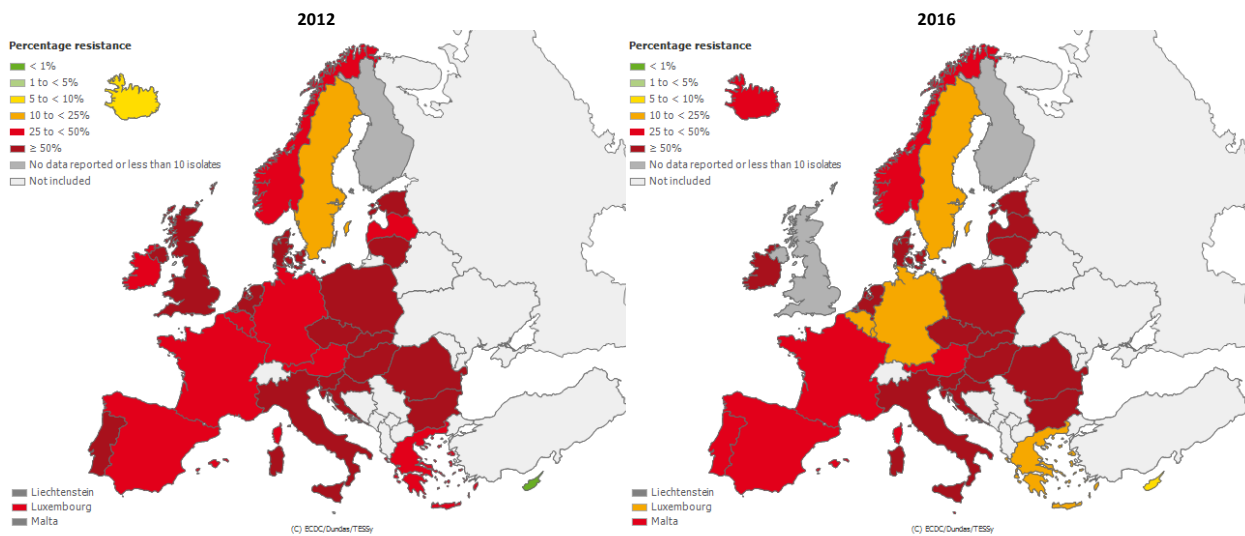 2012
Percentage resistance
< 1%
1 to < 5%
5 to < 10%
10 to < 25%
25 to < 50%
≥ 50%
No data reported or less than 10 isolates
Not included
Liechtenstein
Luxembourg
Malta
(C) ECDC/Dundas/TESSy
2016
Percentage resistance
< 1%
1 to < 5%
5 to < 10%
10 to < 25%
25 to < 50%
≥ 50%
No data reported or less than 10 isolates
Not included
Liechtenstein
Luxembourg
Malta
(C) ECDC/Dundas/TESSy